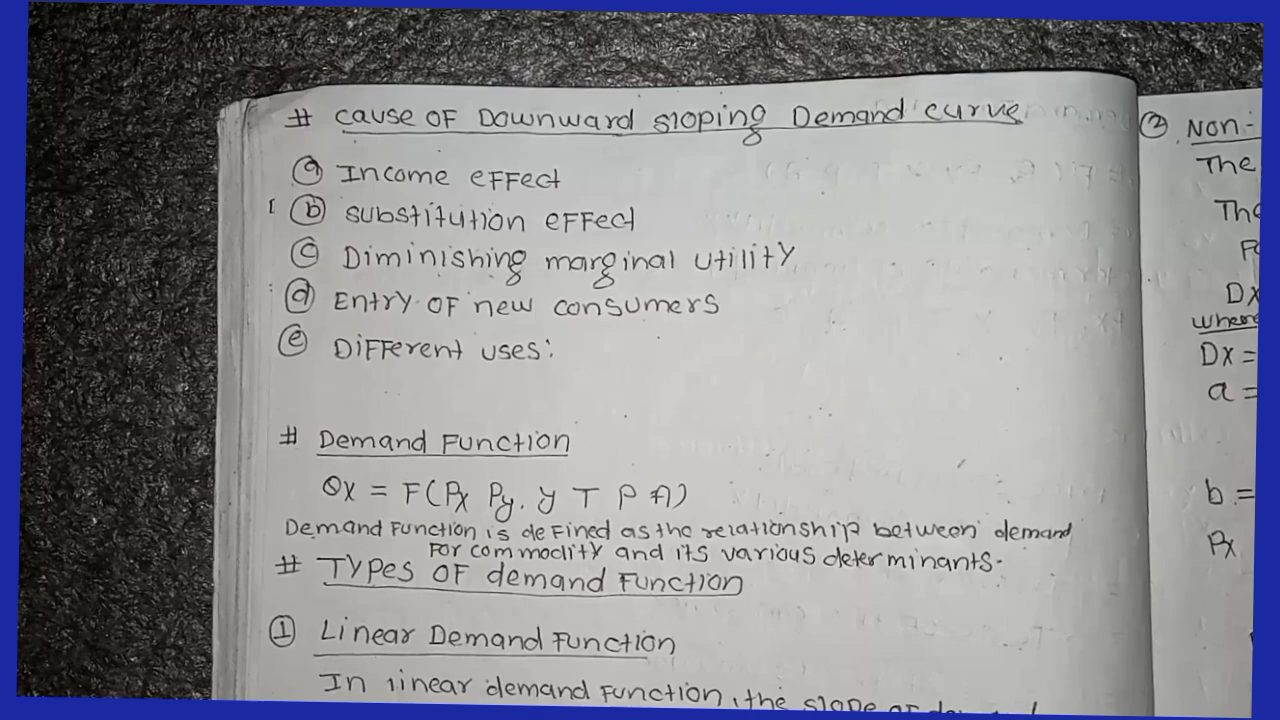 # Cause OF Downward sloping Demand curve
(a) Income effect
(b) substitution effect
(c) Diminishing marginal utility
(d) Entry of new consumers
(e) Different uses:
# Demand Function
Qx = F(Px Py. Y T P A)
Demand Function is defined as the relationship between demand
For commodity and its various determinants.
# Types OF demand Function
① Linear Demand Function
In linear demand Function, the slope of
② Non-
The
Dx
where
Dx =
a =
b =
Px